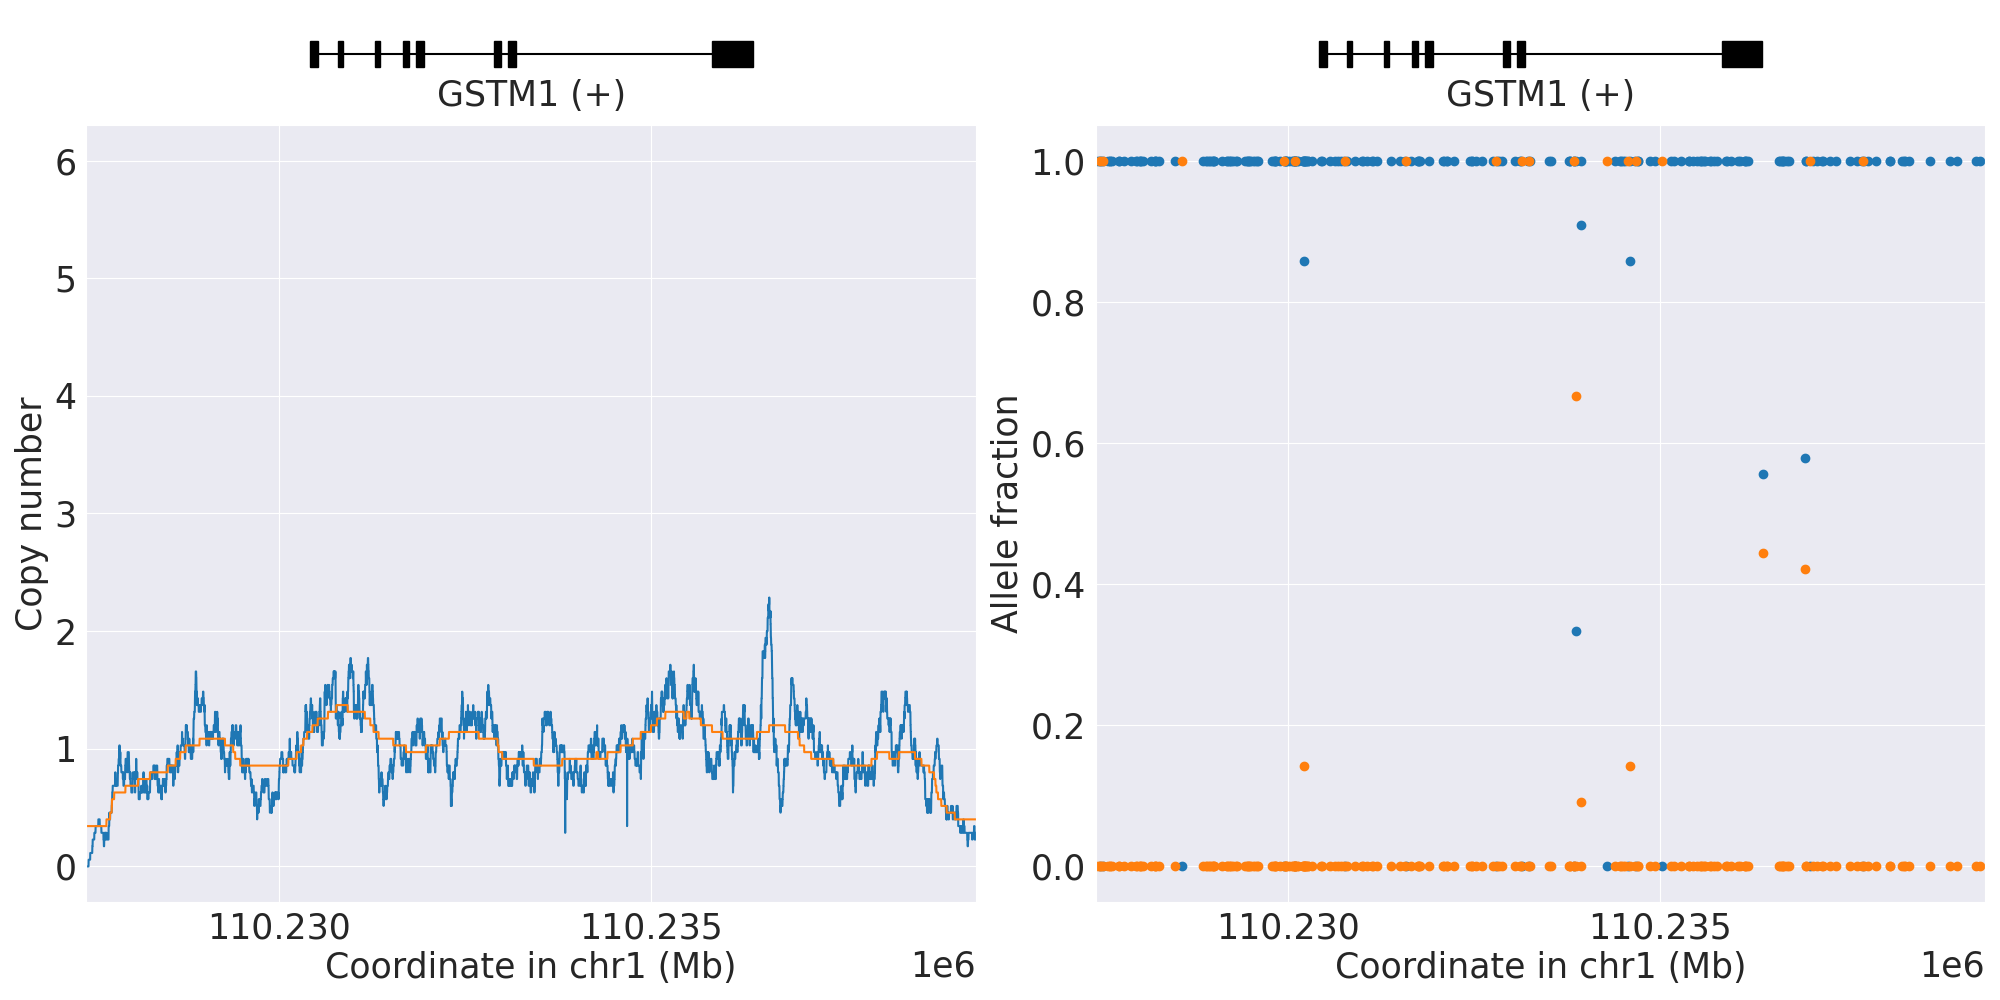 GSTM1 (+)
6
5
4
3
2
1
0
Copy number
110.230
110.235
Coordinate in chr1 (Mb)
1e6
GSTM1 (+)
1.0
0.8
0.6
0.4
0.2
0.0
Allele fraction
110.230
110.235
Coordinate in chr1 (Mb)
1e6